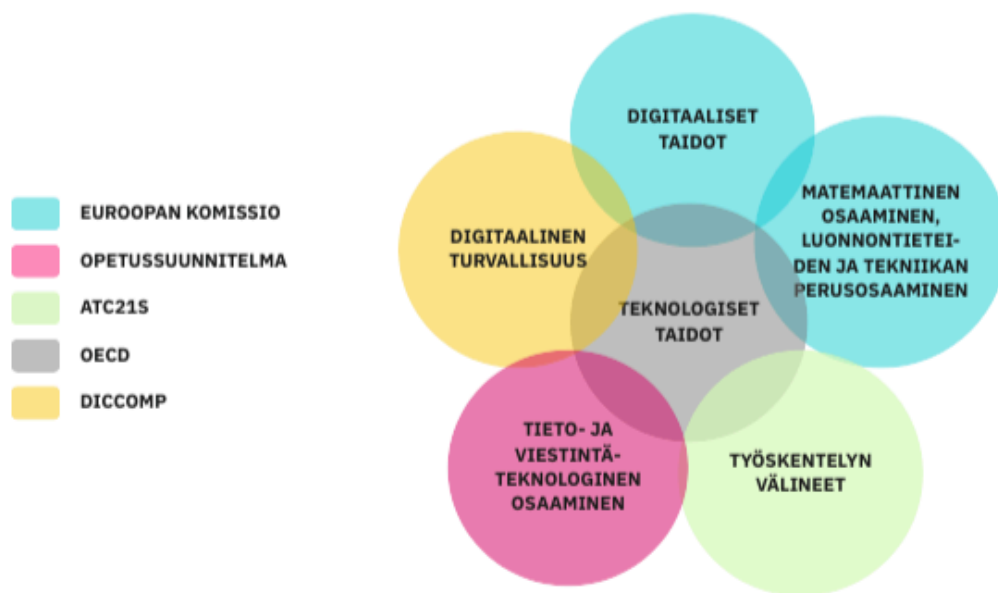 EUROOPAN KOMISSIO
OPETUSSUUNNITELMA
ATC21S
OECD
DICCOMP
DIGITAALISET
TAIDOT
MATEMAATTINEN
OSAAMINEN,
LUONNONTIETEI-
DEN JA TEKNIIKAN
PERUSOSAAMINEN
DIGITAALINEN
TURVALLISUUS
TEKNOLOGISET
TAIDOT
TIETO- JA
VIESTINTÄ-
TEKNOLOGINEN
OSAAMINEN
TYÖSKENTELYN
VÄLINEET